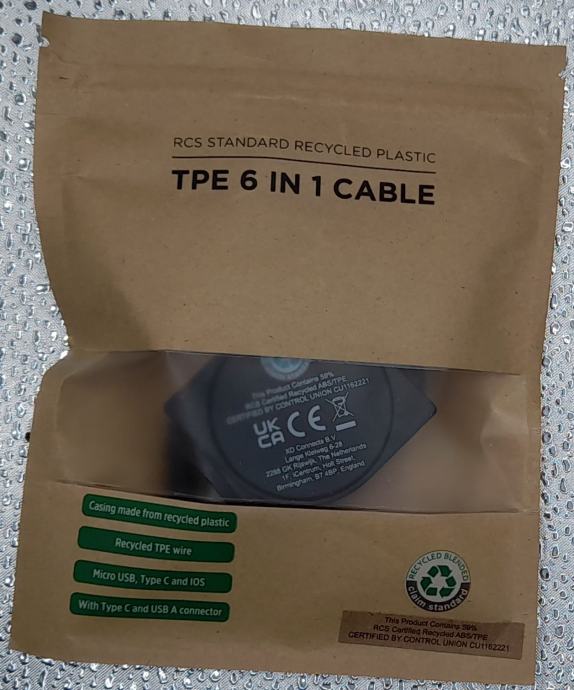 RCS STANDARD RECYCLED PLASTIC
TPE 6 IN 1 CABLE
This Product Contains 59%
RCS Certified Recycled ABS/TPE
CERTIFIED BY CONTROL UNION CU1162221
UK
CA CE
XD Connects B.V
Lange Kleiweg 6-28
2288 GK Rijswijk, The Netherlands
1F, iCentrum, Holt Street,
Birmingham, B7 4BP, England
Casing made from recycled plastic
Recycled TPE wire
Micro USB, Type C and IOS
With Type C and USB A connector
RECYCLED BLENDED
claim standard
This Product Contains 59%
RCS Certified Recycled ABS/TPE
CERTIFIED BY CONTROL UNION CU1162221